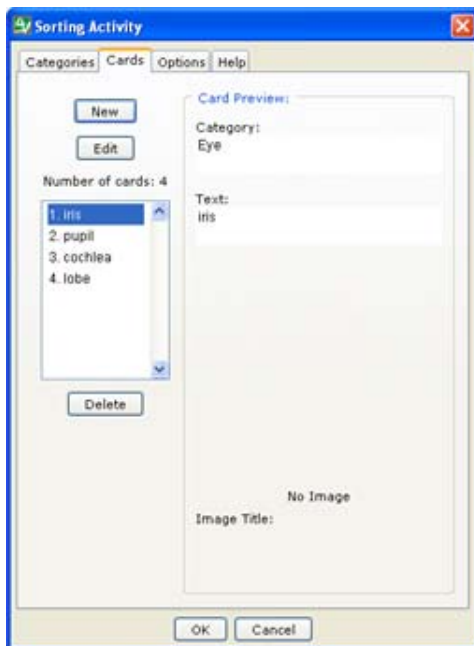 Sorting Activity
Categories Cards Options Help
New
Edit
Number of cards: 4
1. iris
2. pupil
3. cochlea
4. lobe
Delete
Card Preview:
Category:
Eye
Text:
iris
No Image
Image Title:
OK Cancel